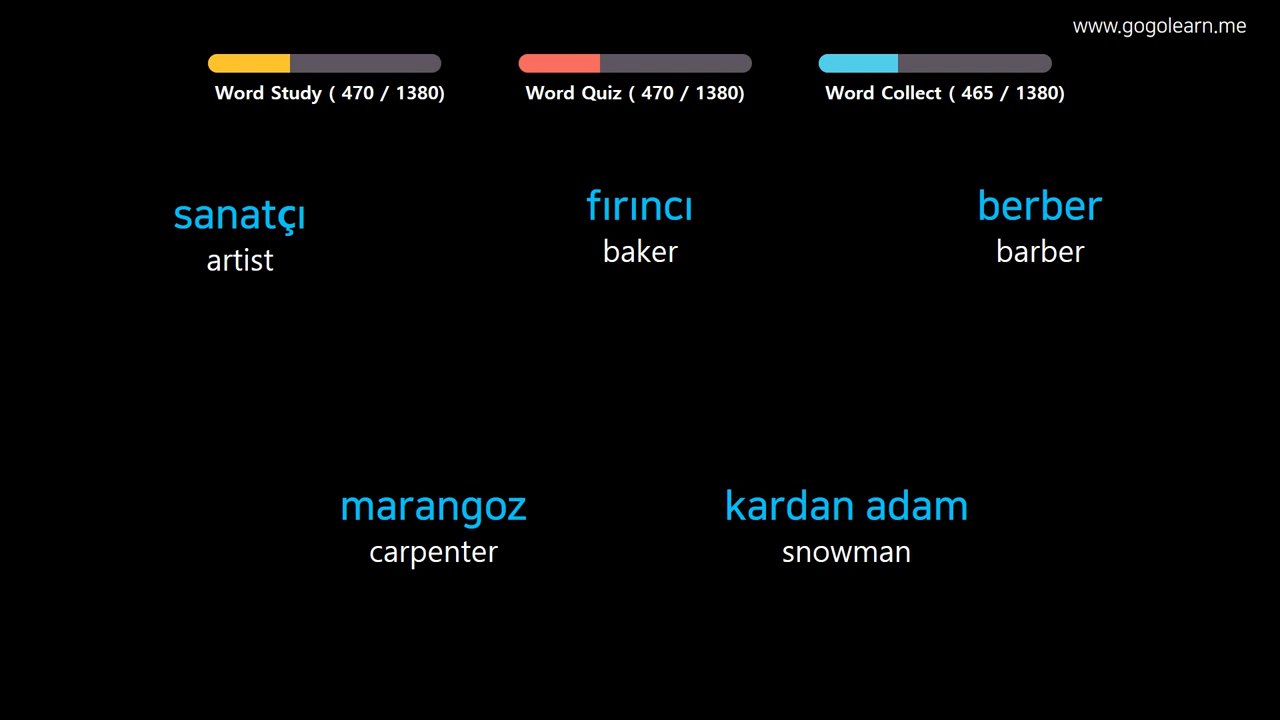 www.gogolearn.me
Word Study ( 470 / 1380)
Word Quiz ( 470 / 1380)
Word Collect ( 465 / 1380)
sanatçı
artist
fırıncı
baker
berber
barber
marangoz
carpenter
kardan adam
snowman